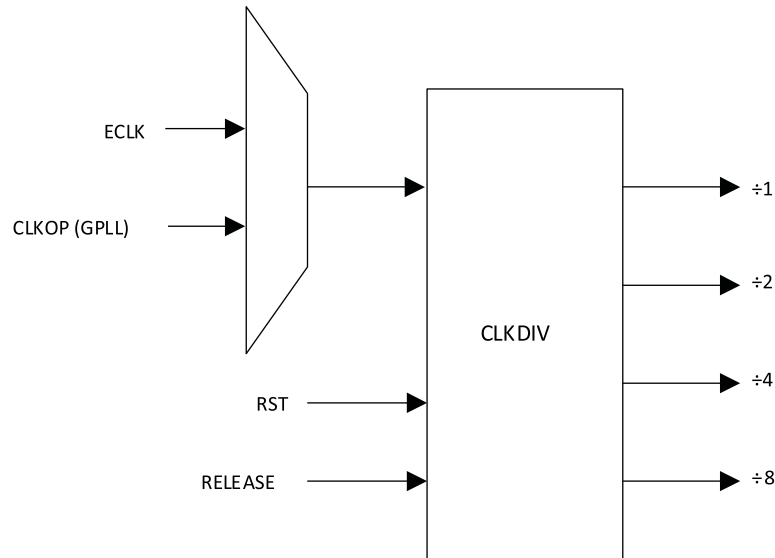 ECLK
CLKOP (GPLL)
RST
RELEASE
CLKDIV
÷1
÷2
÷4
÷8